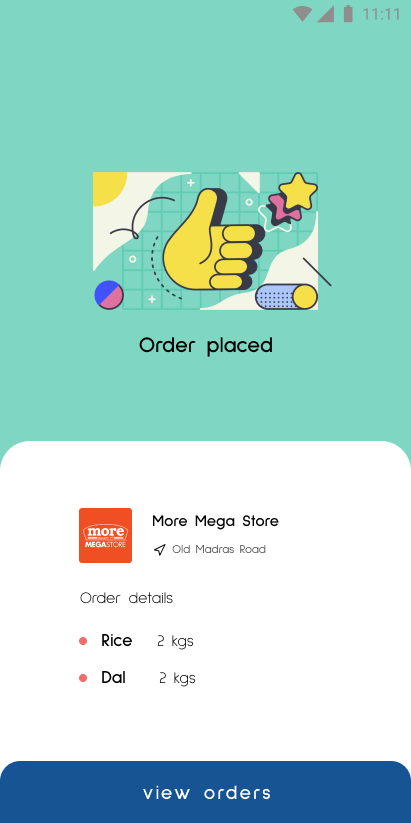 11:11
Order placed
more
MEGASTORE
More Mega Store
Old Madras Road
Order details
Rice 2 kgs
Dal 2 kgs
view orders